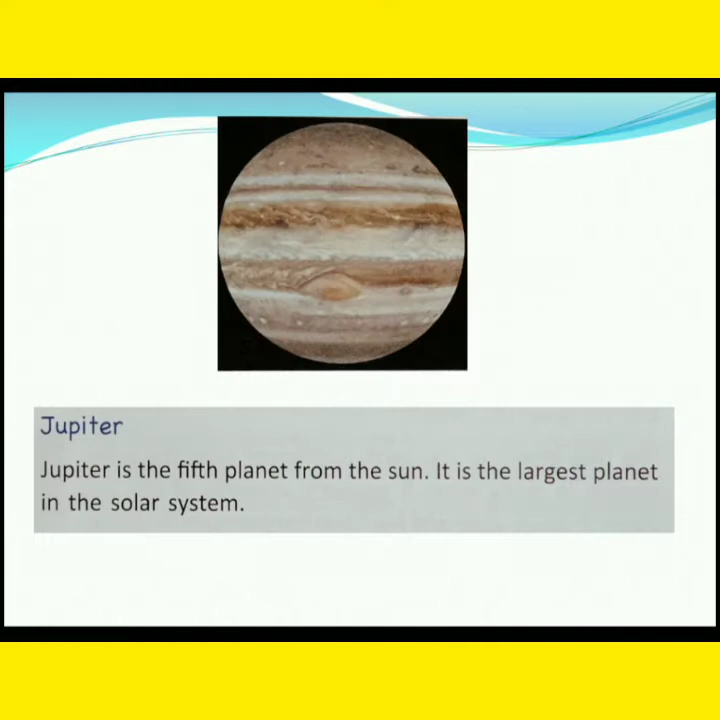 Jupiter
Jupiter is the fifth planet from the sun. It is the largest planet
in the solar system.